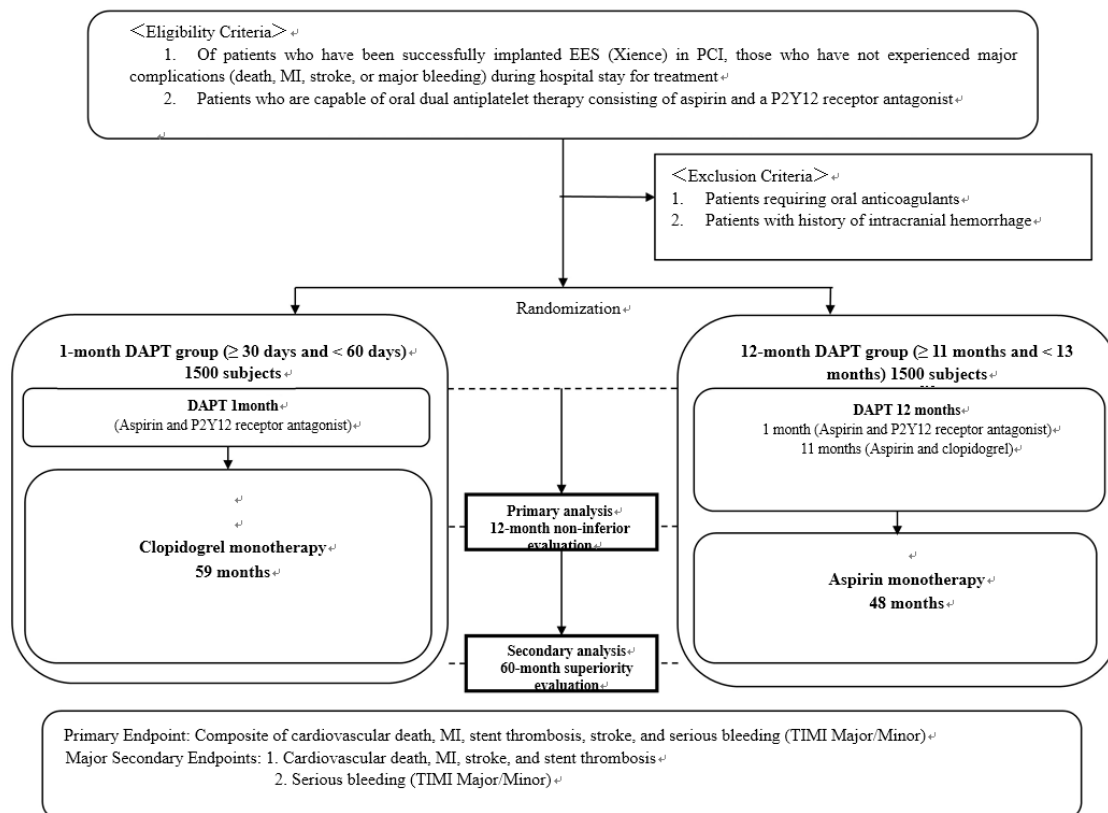 <Eligibility Criteria>
1. Of patients who have been successfully implanted EES (Xience) in PCI, those who have not experienced major
complications (death, MI, stroke, or major bleeding) during hospital stay for treatment
2. Patients who are capable of oral dual antiplatelet therapy consisting of aspirin and a P2Y12 receptor antagonist
<Exclusion Criteria>
1. Patients requiring oral anticoagulants
2. Patients with history of intracranial hemorrhage
Randomization
1-month DAPT group (≥ 30 days and < 60 days)
1500 subjects
DAPT 1month
(Aspirin and P2Y12 receptor antagonist)
Clopidogrel monotherapy
59 months
Primary analysis
12-month non-inferior
evaluation
Secondary analysis
60-month superiority
evaluation
12-month DAPT group (≥ 11 months and < 13
months) 1500 subjects
DAPT 12 months
1 month (Aspirin and P2Y12 receptor antagonist)
11 months (Aspirin and clopidogrel)
Aspirin monotherapy
48 months
Primary Endpoint: Composite of cardiovascular death, MI, stent thrombosis, stroke, and serious bleeding (TIMI Major/Minor)
Major Secondary Endpoints: 1. Cardiovascular death, MI, stroke, and stent thrombosis
2. Serious bleeding (TIMI Major/Minor)